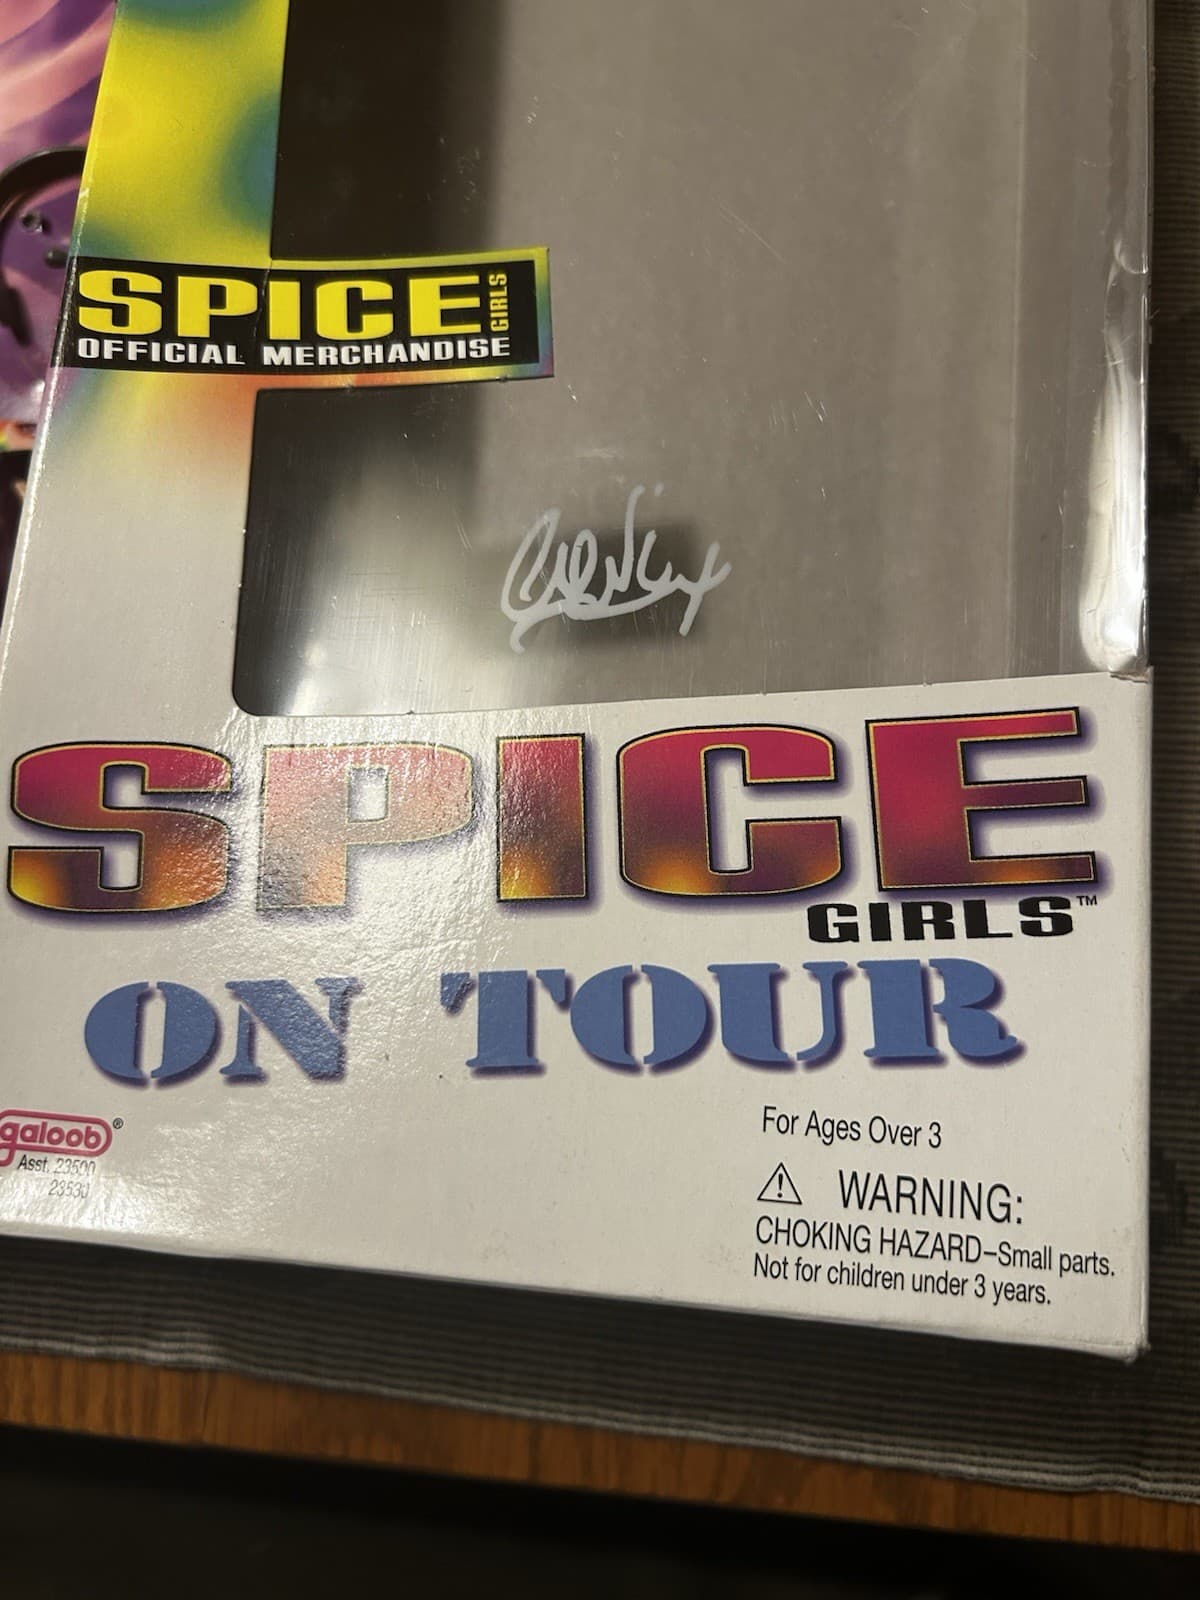 SPICE GIRLS
OFFICIAL MERCHANDISE
SPICE
GIRLS™
ON TOUR
galoob®
Asst. 23500
23530
For Ages Over 3
⚠ WARNING:
CHOKING HAZARD–Small parts.
Not for children under 3 years.